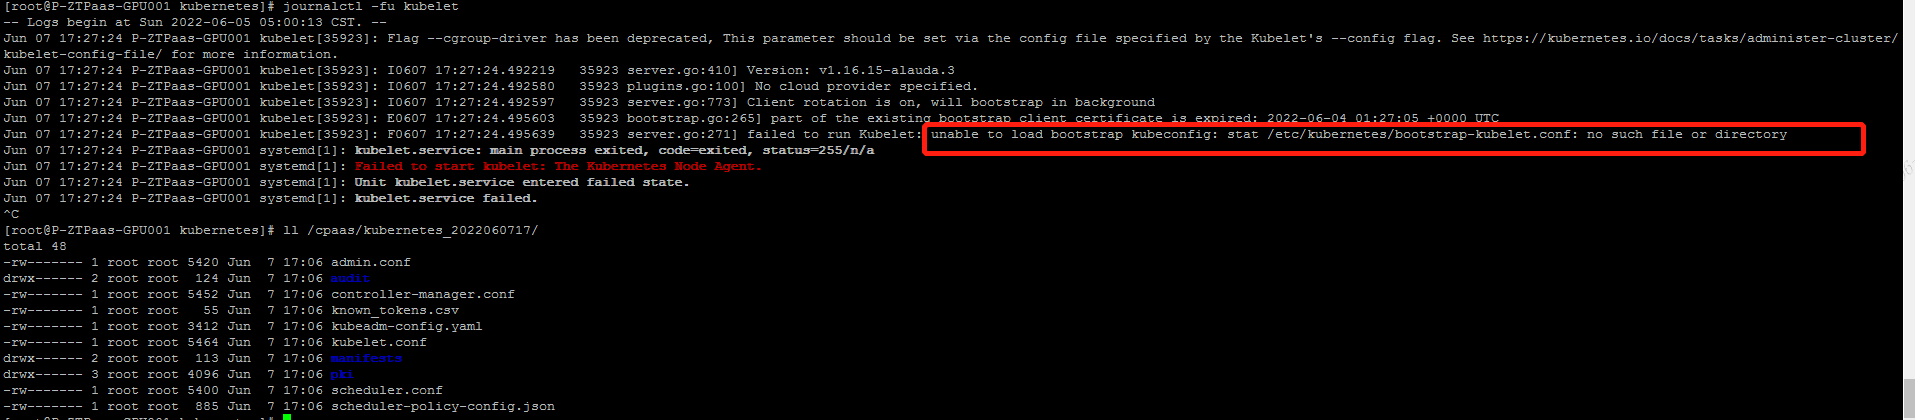 [root@P-ZTPaas-GPU001 kubernetes]# journalctl -fu kubelet
-- Logs begin at Sun 2022-06-05 05:00:13 CST. --
Jun 07 17:27:24 P-ZTPaas-GPU001 kubelet[35923]: Flag --cgroup-driver has been deprecated, This parameter should be set via the config file specified by the Kubelet's --config flag. See https://kubernetes.io/docs/tasks/administer-cluster/
kubelet-config-file/ for more information.
Jun 07 17:27:24 P-ZTPaas-GPU001 kubelet[35923]: I0607 17:27:24.492219   35923 server.go:410] Version: v1.16.15-alauda.3
Jun 07 17:27:24 P-ZTPaas-GPU001 kubelet[35923]: I0607 17:27:24.492580   35923 plugins.go:100] No cloud provider specified.
Jun 07 17:27:24 P-ZTPaas-GPU001 kubelet[35923]: I0607 17:27:24.492597   35923 server.go:773] Client rotation is on, will bootstrap in background
Jun 07 17:27:24 P-ZTPaas-GPU001 kubelet[35923]: E0607 17:27:24.495603   35923 bootstrap.go:265] part of the existing bootstrap client certificate is expired: 2022-06-04 01:27:05 +0000 UTC
Jun 07 17:27:24 P-ZTPaas-GPU001 kubelet[35923]: F0607 17:27:24.495639   35923 server.go:271] failed to run Kubelet: unable to load bootstrap kubeconfig: stat /etc/kubernetes/bootstrap-kubelet.conf: no such file or directory
Jun 07 17:27:24 P-ZTPaas-GPU001 systemd[1]: kubelet.service: main process exited, code=exited, status=255/n/a
Jun 07 17:27:24 P-ZTPaas-GPU001 systemd[1]: Failed to start kubelet: The Kubernetes Node Agent.
Jun 07 17:27:24 P-ZTPaas-GPU001 systemd[1]: Unit kubelet.service entered failed state.
Jun 07 17:27:24 P-ZTPaas-GPU001 systemd[1]: kubelet.service failed.
^C
[root@P-ZTPaas-GPU001 kubernetes]# ll /cpaas/kubernetes_2022060717/
total 48
-rw------- 1 root root 5420 Jun  7 17:06 admin.conf
drwx------ 2 root root  124 Jun  7 17:06 audit
-rw------- 1 root root 5452 Jun  7 17:06 controller-manager.conf
-rw------- 1 root root   55 Jun  7 17:06 known_tokens.csv
-rw------- 1 root root 3412 Jun  7 17:06 kubeadm-config.yaml
-rw------- 1 root root 5464 Jun  7 17:06 kubelet.conf
drwx------ 2 root root  113 Jun  7 17:06 manifests
drwx------ 3 root root 4096 Jun  7 17:06 pki
-rw------- 1 root root 5400 Jun  7 17:06 scheduler.conf
-rw------- 1 root root  885 Jun  7 17:06 scheduler-policy-config.json